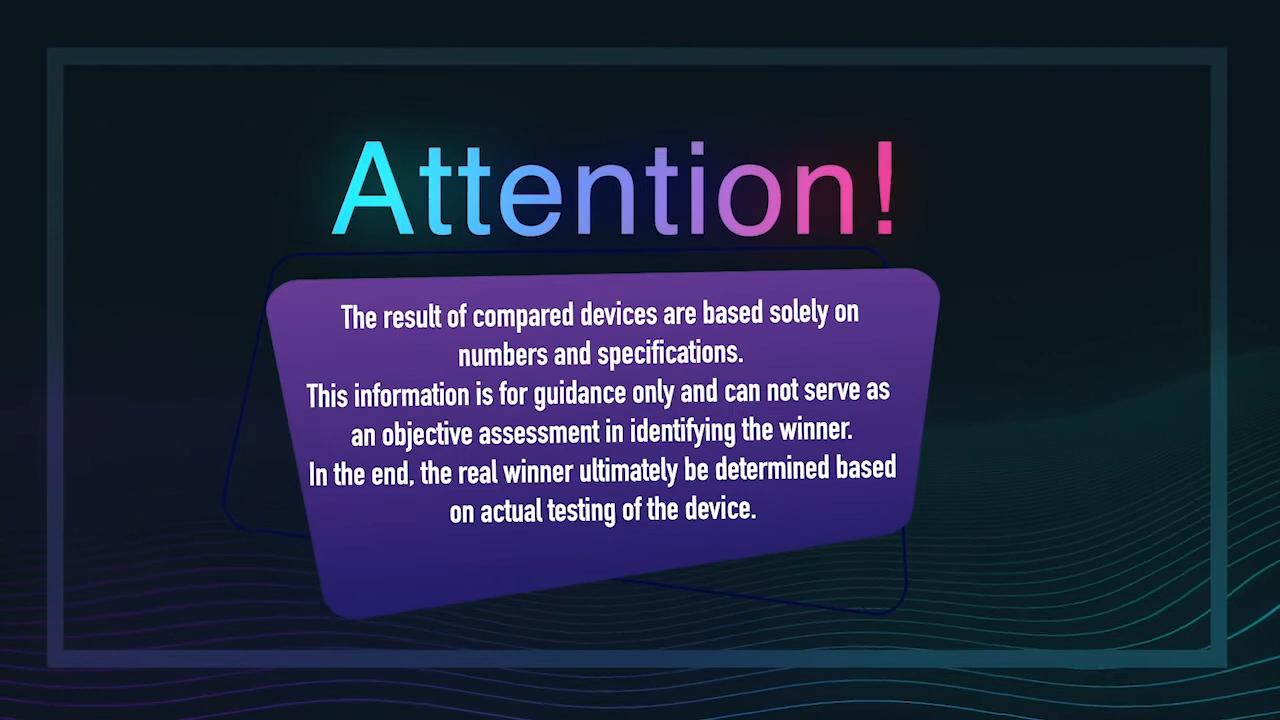 Attention!
The result of compared devices are based solely on
numbers and specifications.
This information is for guidance only and can not serve as
an objective assessment in identifying the winner.
In the end, the real winner ultimately be determined based
on actual testing of the device.